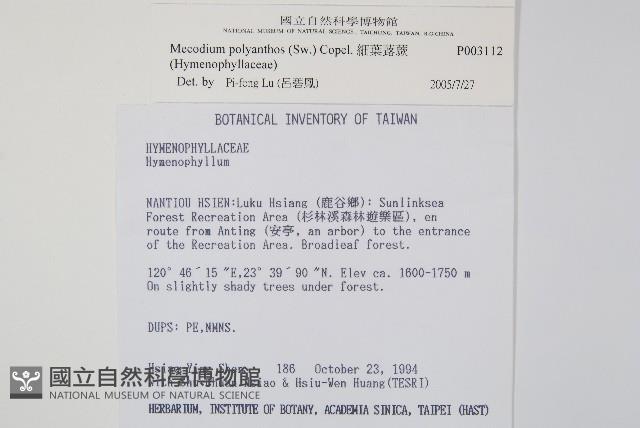 國立自然科學博物館
NATIONAL MUSEUM OF NATURAL SCIENCE, TAICHUNG, TAIWAN, R.O.CHINA
Mecodium polyanthos (Sw.) Copel. 細葉蕗蕨 P003112
(Hymenophyllaceae)
Det. by Pi-fong Lu (呂碧鳳) 2005/7/27
BOTANICAL INVENTORY OF TAIWAN
HYMENOPHYLLACEAE
Hymenophyllum
NANTIOU HSIEN:Luku Hsiang (鹿谷鄉): Sunlinksea
Forest Recreation Area (杉林溪森林遊樂區), en
route from Anting (安亭, an arbor) to the entrance
of the Recreation Area. Broadleaf forest.
120° 46´15 ˝E,23° 39´90 ˝N. Elev ca. 1600-1750 m
On slightly shady trees under forest.
DUPS: PE,NMNS.
186 October 23, 1994
& Hsiu-Wen Huang(TESRI)
國立自然科學博物館
NATIONAL MUSEUM OF NATURAL SCIENCE
HERBARIUM, INSTITUTE OF BOTANY, ACADEMIA SINICA, TAIPEI (HAST)